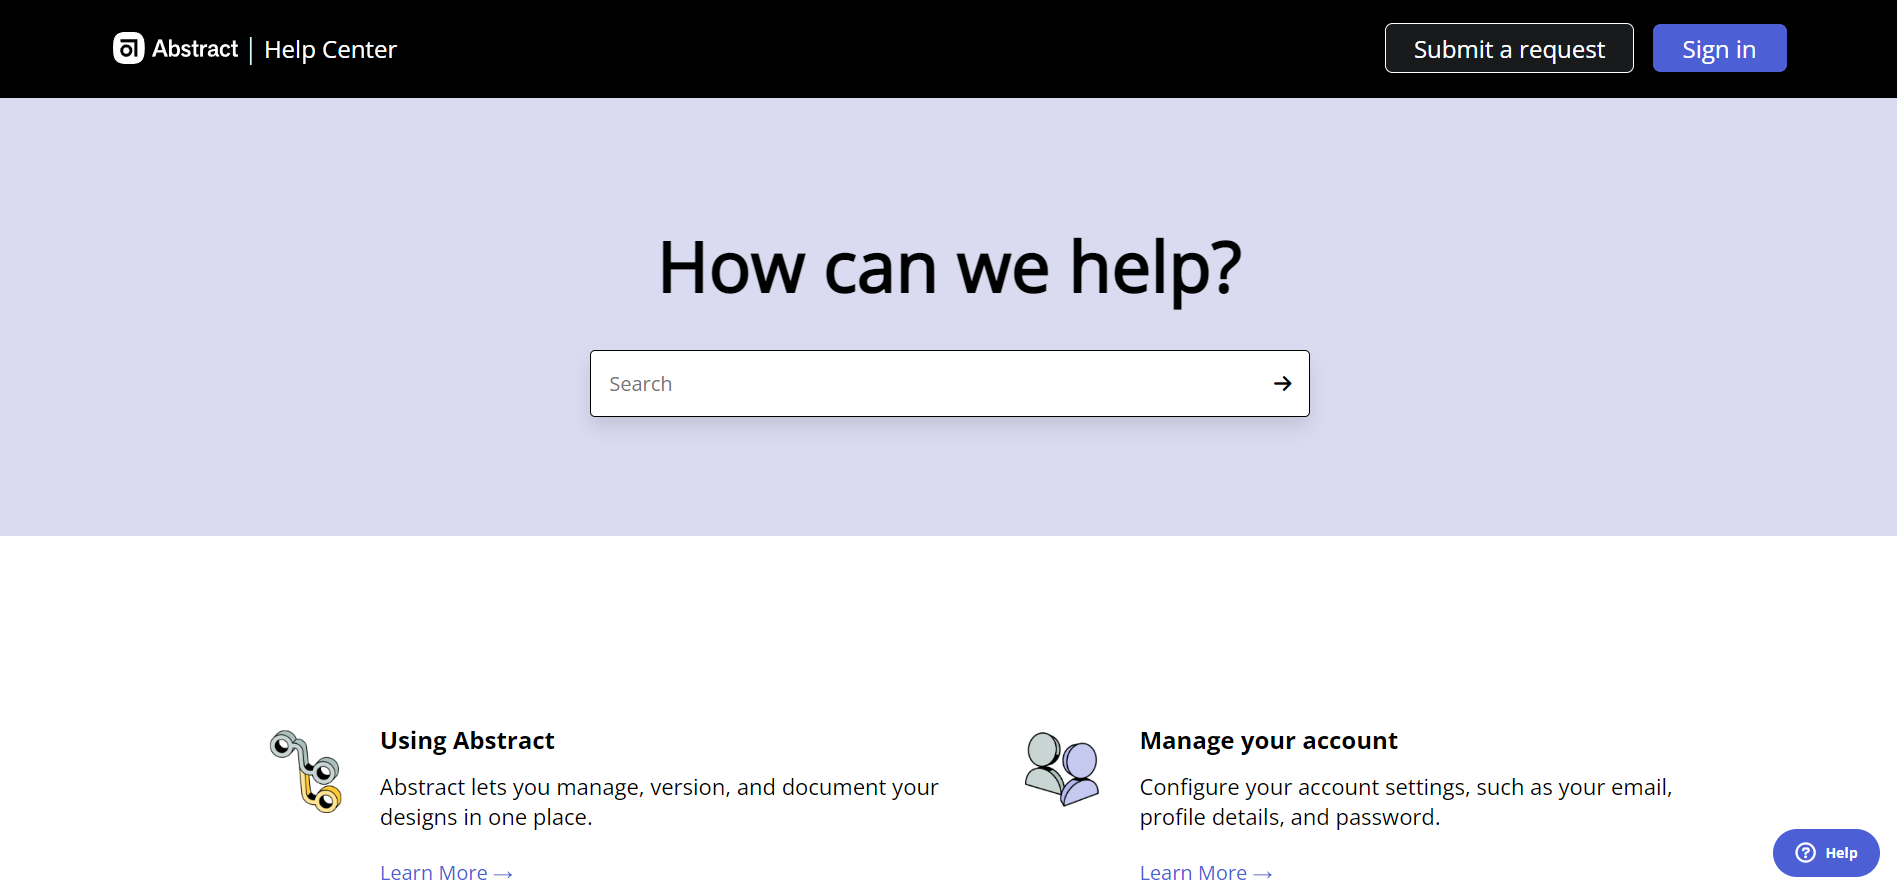 Abstract | Help Center
Submit a request
Sign in
How can we help?
Search
Using Abstract
Abstract lets you manage, version, and document your
designs in one place.
Learn More →
Manage your account
Configure your account settings, such as your email,
profile details, and password.
Learn More →
Help